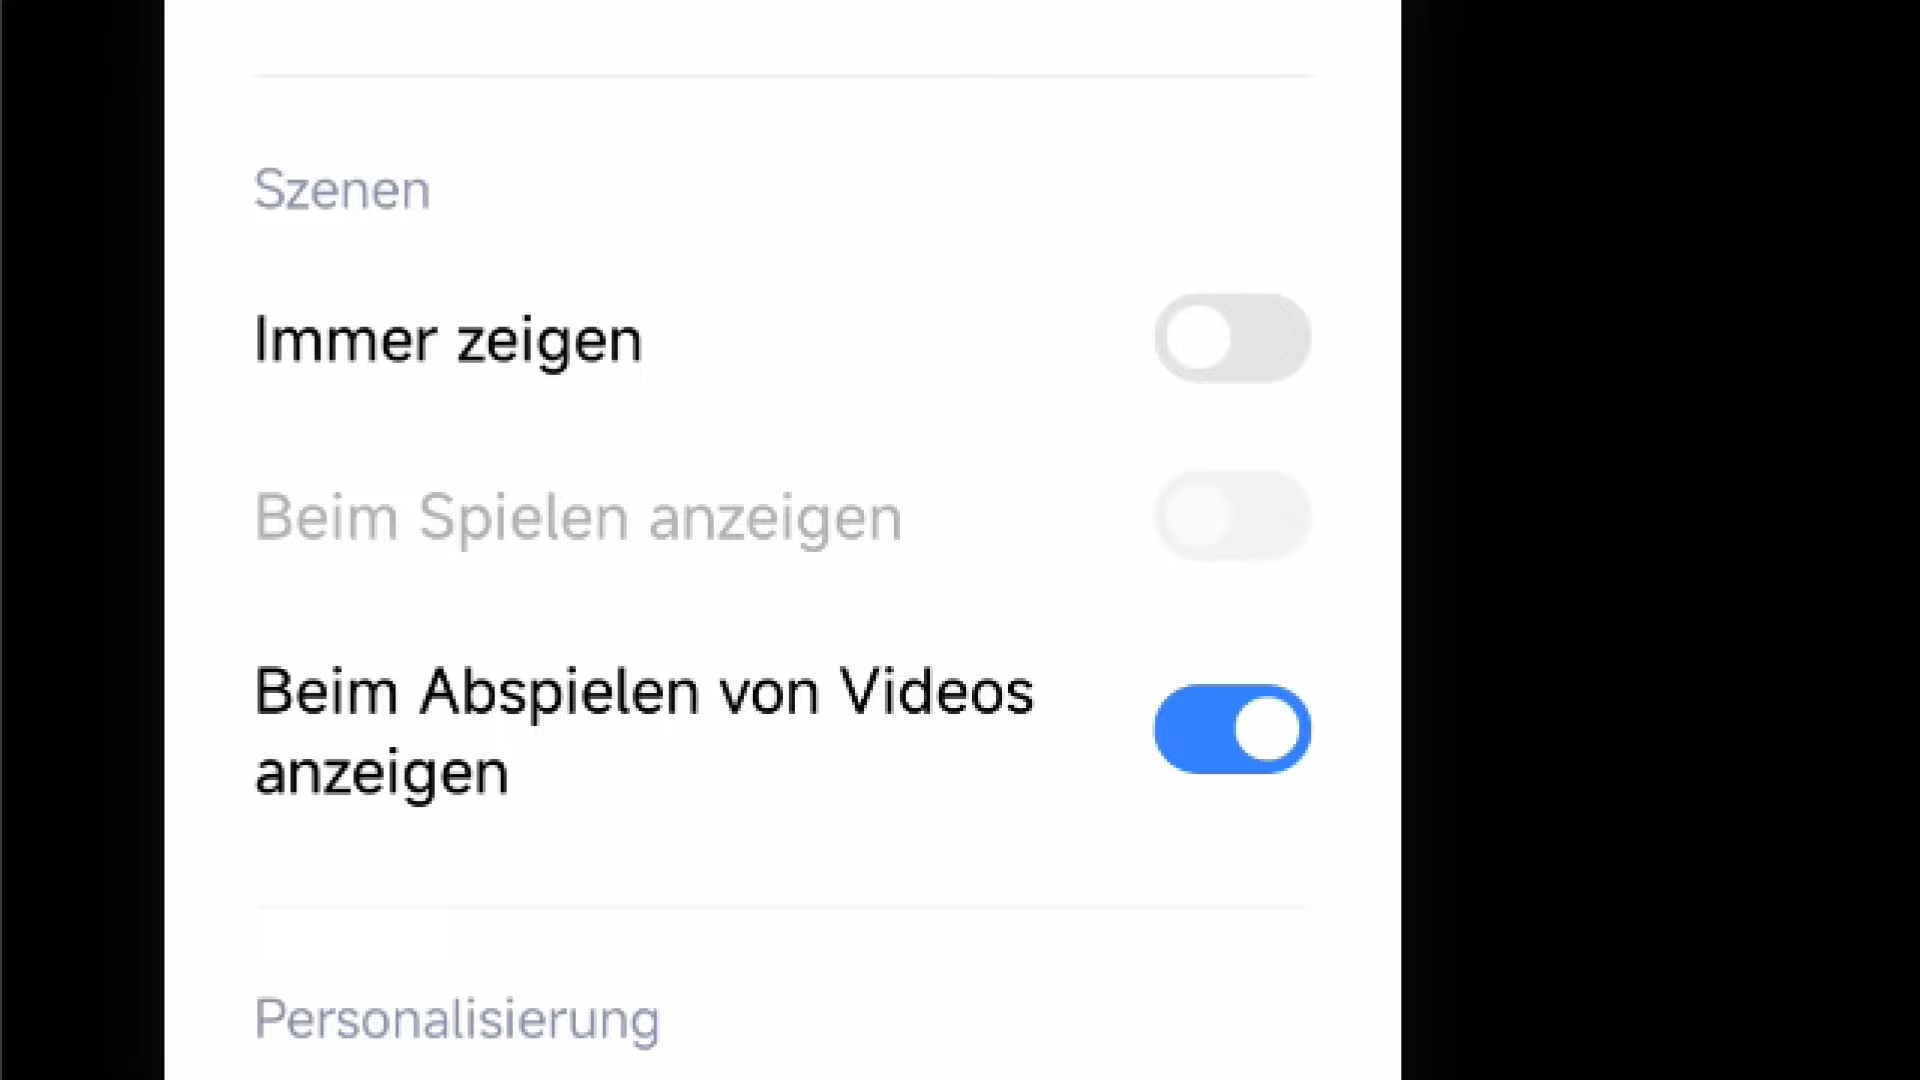 Szenen
Immer zeigen
Beim Spielen anzeigen
Beim Abspielen von Videos
anzeigen
Personalisierung